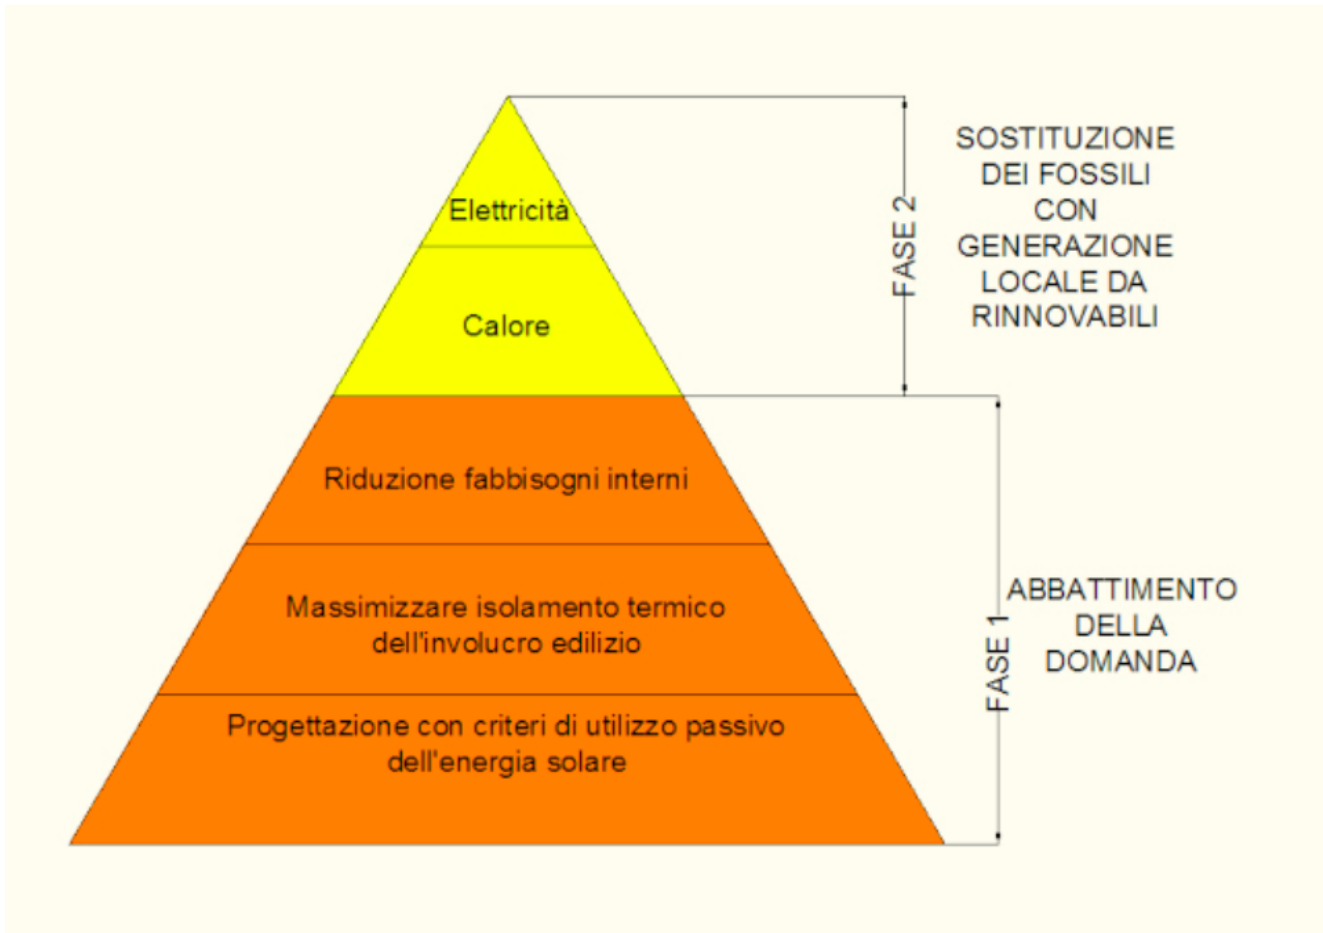 Elettricità
Calore
Riduzione fabbisogni interni
Massimizzare isolamento termico
dell'involucro edilizio
Progettazione con criteri di utilizzo passivo
dell'energia solare
FASE 2
SOSTITUZIONE
DEI FOSSILI
CON
GENERAZIONE
LOCALE DA
RINNOVABILI
FASE 1
ABBATTIMENTO
DELLA
DOMANDA